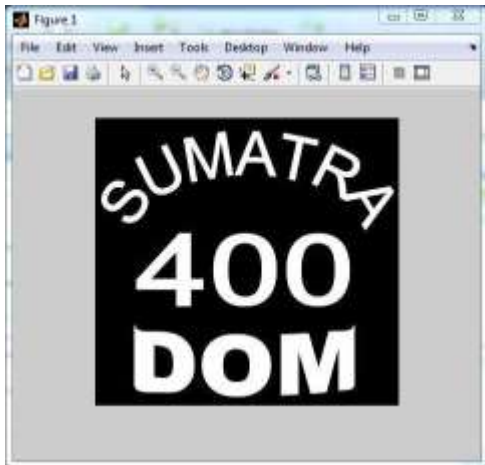 Figure 1
File Edit View Insert Tools Desktop Window Help
SUMATRA
400
DOM